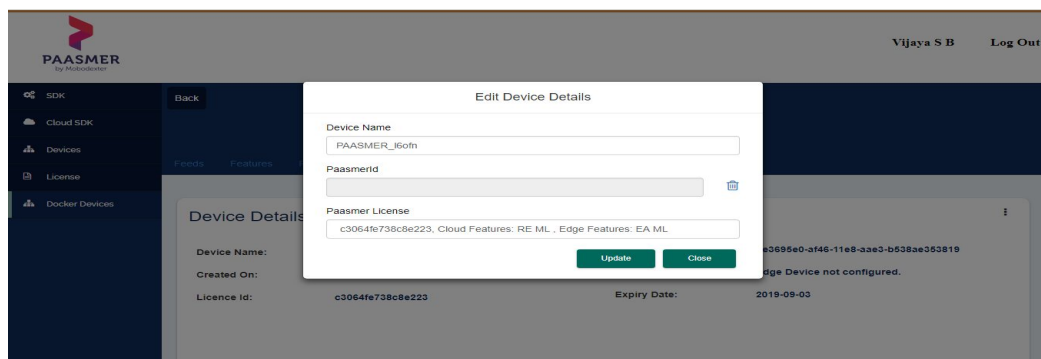 PAASMER
by Mobodexter
Vijaya S B Log Out
SDK
Cloud SDK
Devices
License
Docker Devices
Back
Feeds Features
Edit Device Details
Device Name
PAASMER_l6ofn
PaasmerId
Paasmer License
c3064fe738c8e223, Cloud Features: RE ML , Edge Features: EA ML
Update Close
Device Details
Device Name:
e3695e0-af46-11e8-aae3-b538ae353819
Created On:
dge Device not configured.
Licence Id: c3064fe738c8e223 Expiry Date: 2019-09-03